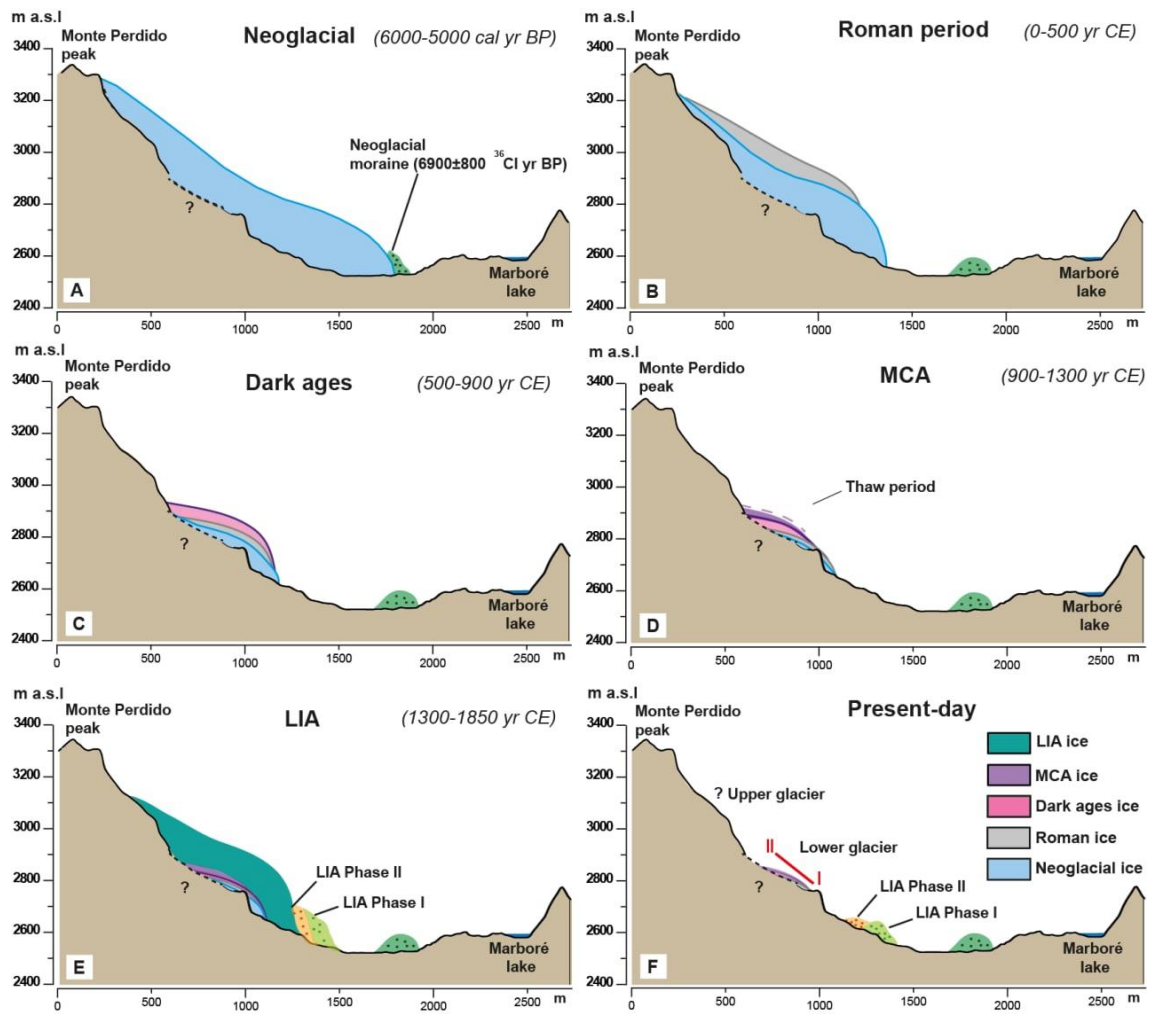 m a.s.l
Neoglacial (6000-5000 cal yr BP)
Monte Perdido
peak
3400
3200
3000
2800
2600
2400
Neoglacial
moraine (6900±800 ³⁶Cl yr BP)
?
Marboré
lake
A
0 500 1000 1500 2000 2500 m
m a.s.l
Roman period (0-500 yr CE)
Monte Perdido
peak
3400
3200
3000
2800
2600
2400
?
Marboré
lake
B
0 500 1000 1500 2000 2500 m
m a.s.l
Dark ages (500-900 yr CE)
Monte Perdido
peak
3400
3200
3000
2800
2600
2400
?
Marboré
lake
C
0 500 1000 1500 2000 2500 m
m a.s.l
MCA (900-1300 yr CE)
Monte Perdido
peak
3400
3200
3000
2800
2600
2400
Thaw period
?
Marboré
lake
D
0 500 1000 1500 2000 2500 m
m a.s.l
LIA (1300-1850 yr CE)
Monte Perdido
peak
3400
3200
3000
2800
2600
2400
LIA Phase II
LIA Phase I
?
Marboré
lake
E
0 500 1000 1500 2000 2500 m
m a.s.l
Present-day
Monte Perdido
peak
3400
3200
3000
2800
2600
2400
LIA ice
MCA ice
Dark ages ice
Roman ice
Neoglacial ice
? Upper glacier
II
Lower glacier
I
LIA Phase II
LIA Phase I
?
Marboré
lake
F
0 500 1000 1500 2000 2500 m